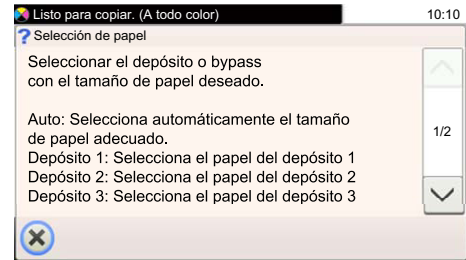 Listo para copiar. (A todo color)
10:10
Selección de papel
Seleccionar el depósito o bypass
con el tamaño de papel deseado.
Auto: Selecciona automáticamente el tamaño
de papel adecuado.
1/2
Depósito 1: Selecciona el papel del depósito 1
Depósito 2: Selecciona el papel del depósito 2
Depósito 3: Selecciona el papel del depósito 3